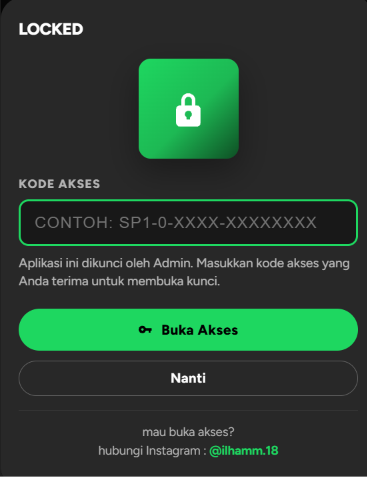 LOCKED
KODE AKSES
CONTOH: SP1-0-XXXX-XXXXXXXX
Aplikasi ini dikunci oleh Admin. Masukkan kode akses yang
Anda terima untuk membuka kunci.
Buka Akses
Nanti
mau buka akses?
hubungi Instagram : @ilhamm.18